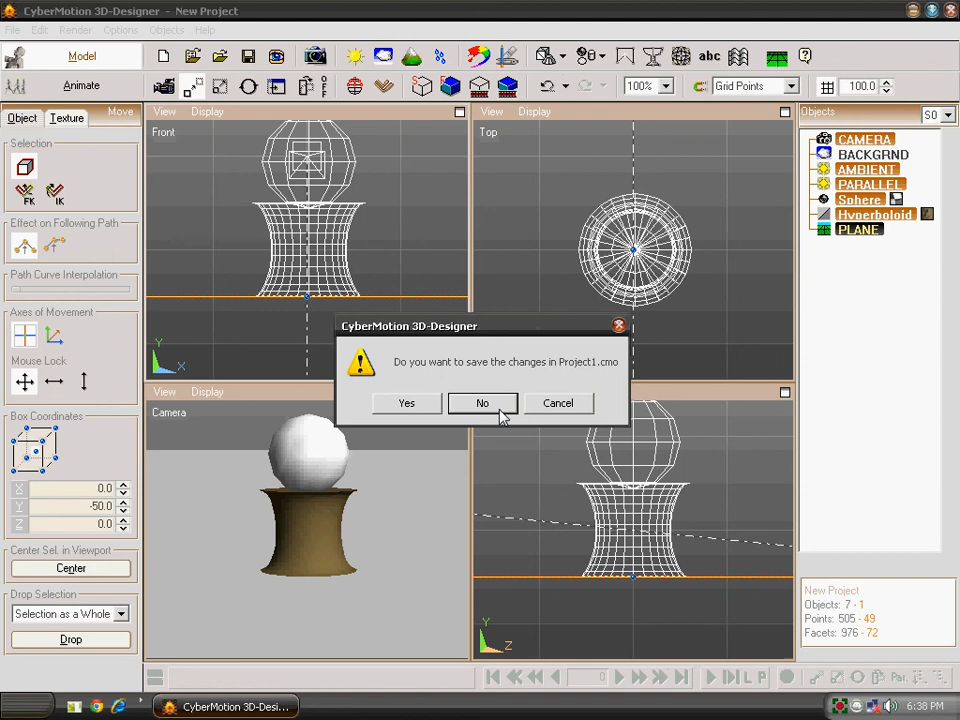 CyberMotion 3D-Designer - New Project
File Edit Render Options Objects Help
Model
abc
Animate
100%
Grid Points
100.0
Object Texture Move
Selection
FK IK
Effect on Following Path
Path Curve Interpolation
Axes of Movement
Mouse Lock
Box Coordinates
X 0.0
Y -50.0
Z 0.0
Center Sel. in Viewport
Center
Drop Selection
Selection as a Whole
Drop
View Display
Front
Y
X
View Display
Top
View Display
Camera
Y
Z
CyberMotion 3D-Designer
Do you want to save the changes in Project1.cmo
Yes No Cancel
Objects S0
CAMERA
BACKGRND
AMBIENT
PARALLEL
Sphere
Hyperboloid
PLANE
New Project
Objects: 7 - 1
Points: 505 - 49
Facets: 976 - 72
0
L P
Par.
CyberMotion 3D-Desi...
6:38 PM